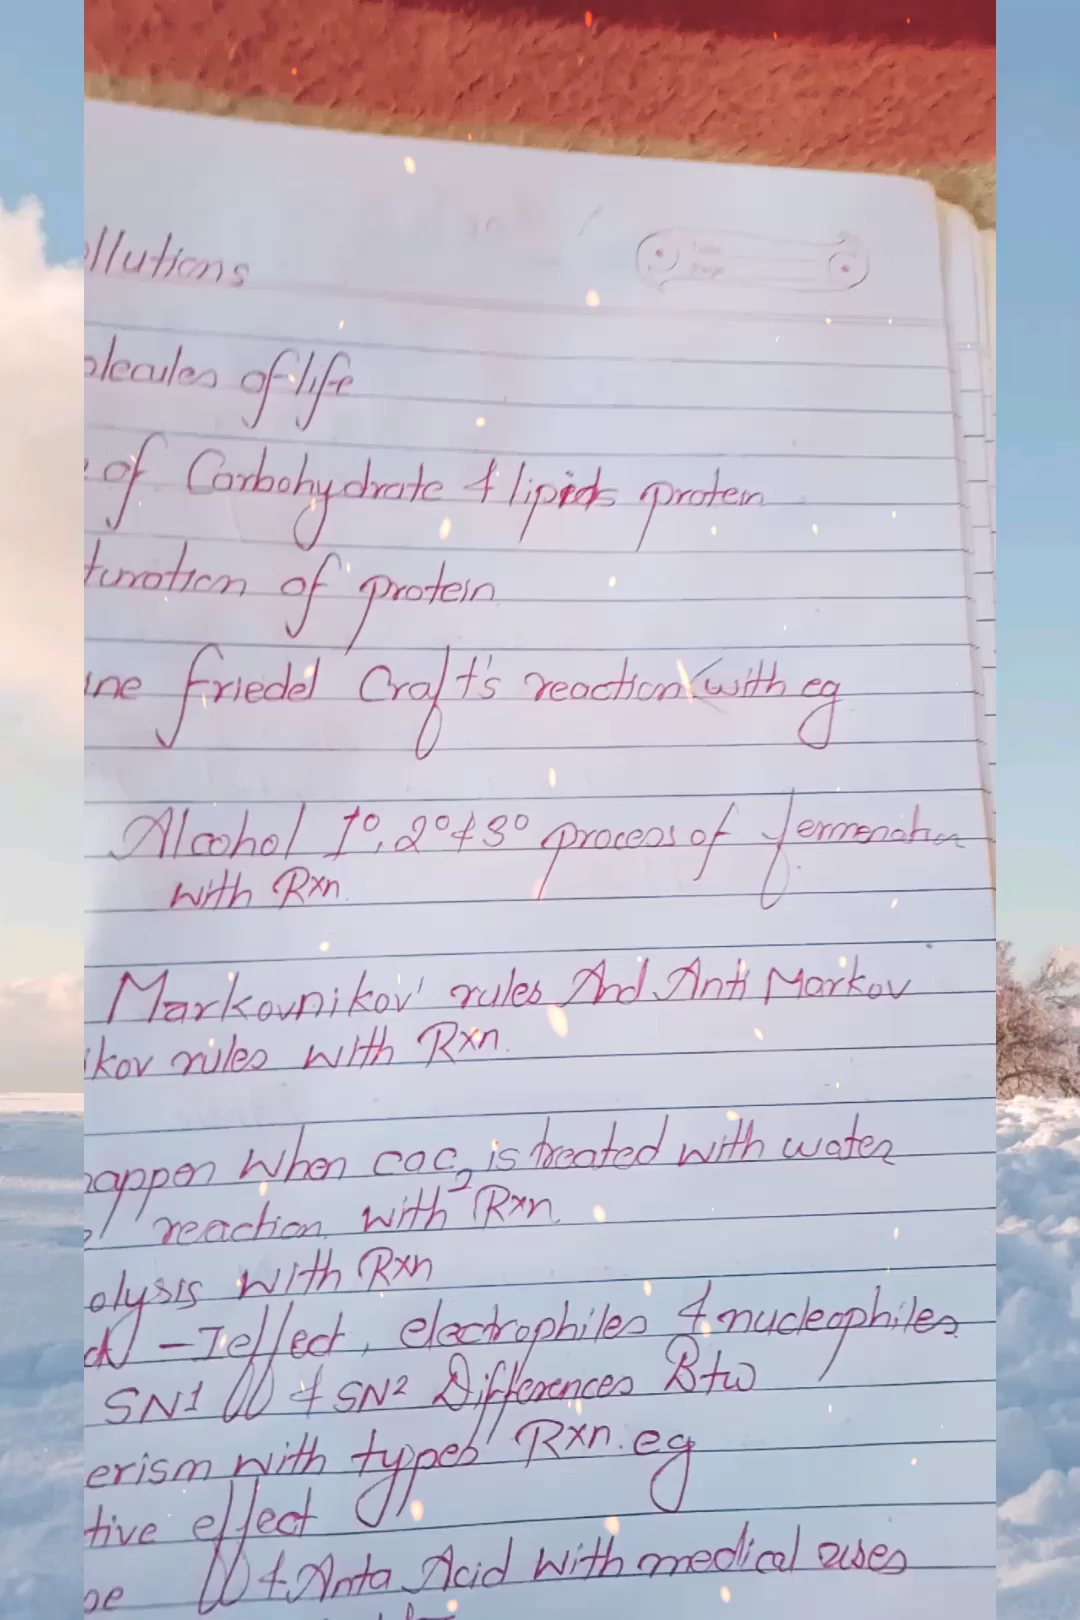 llutions
olecules of life
of Carbohydrate & lipids protein
turation of protein
ine friedel Craft's reaction with eg
Alcohol 1°, 2° & 3° process of
with Rxn.
Markovnikov' rules And Anti Markov
ikov rules with Rxn.
happen when cac2 is treated with water
reaction with Rxn.
olysis with Rxn
-I effect, electrophiles & nucleophiles
SN1 & SN2 Differences Btw
erism with types Rxn. eg
tive effect
& Anta Acid with medical uses